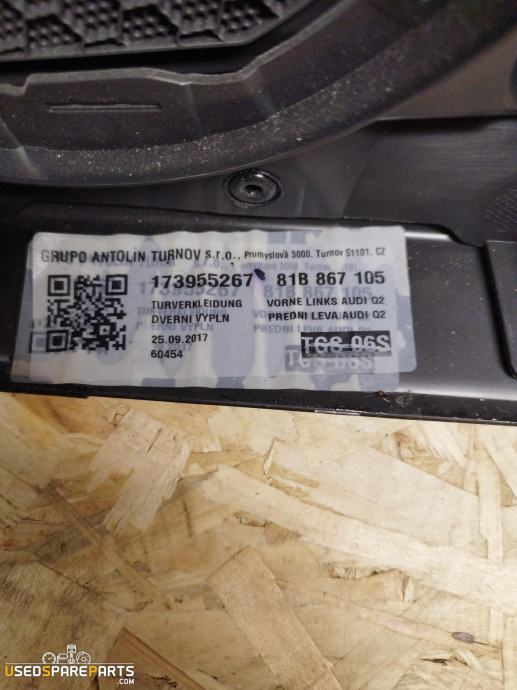 GRUPO ANTOLIN TURNOV s.r.o., Prumyslová 3000, Turnov 51101, CZ
173955267 81B 867 105
TURVERKLEIDUNG VORNE LINKS AUDI Q2
DVERNI VYPLN PREDNI LEVA AUDI Q2
25.09.2017 TGS-06S
60454
USEDSPAREPARTS
.COM